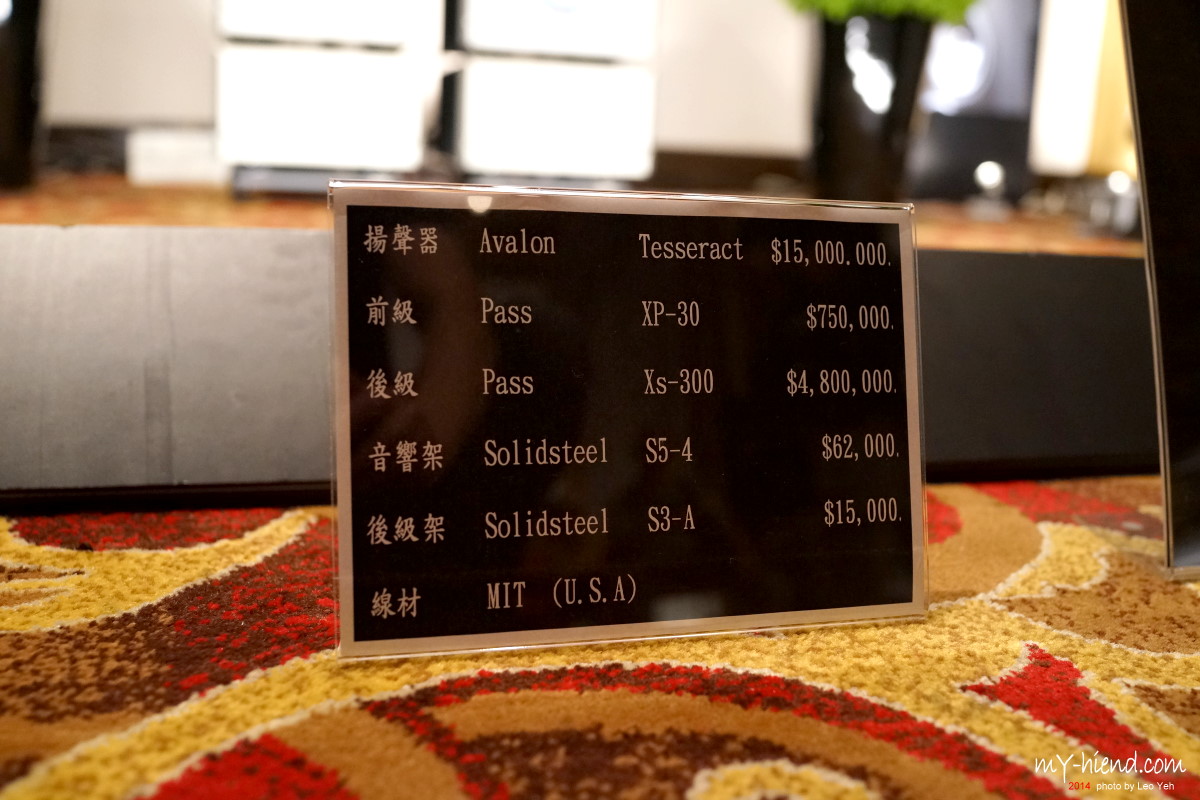 揚聲器 Avalon Tesseract $15,000.000.
前級 Pass XP-30 $750,000.
後級 Pass Xs-300 $4,800,000.
音響架 Solidsteel S5-4 $62,000.
後級架 Solidsteel S3-A $15,000.
線材 MIT (U.S.A)
my-hiend.com
2014 photo by Leo Yeh